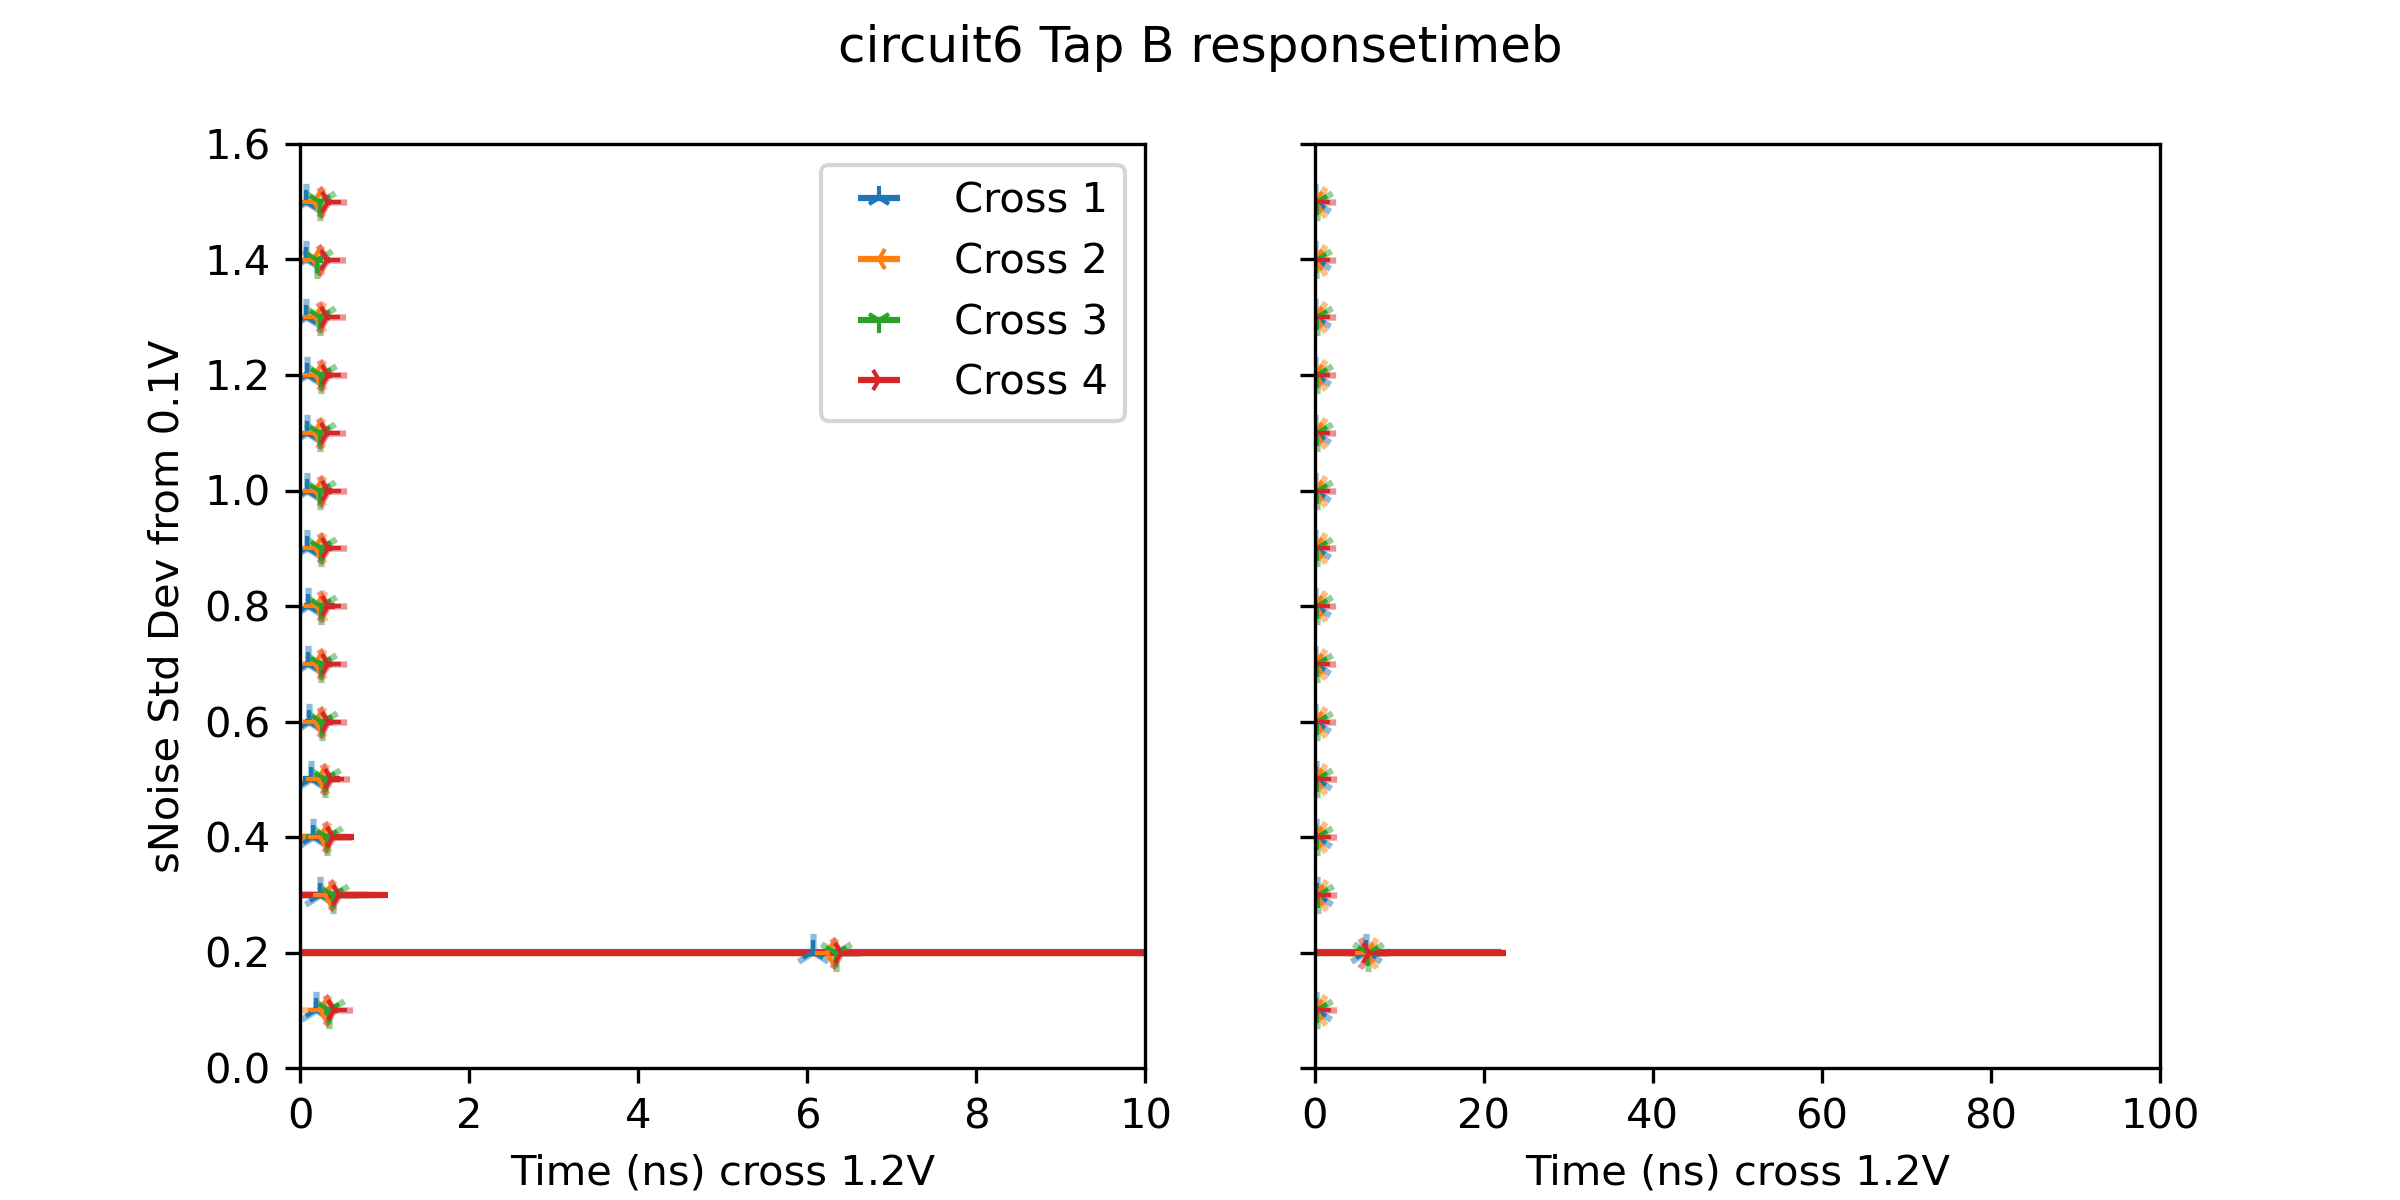 circuit6 Tap B responsetimeb
sNoise Std Dev from 0.1V
1.6
1.4
1.2
1.0
0.8
0.6
0.4
0.2
0.0
Cross 1
Cross 2
Cross 3
Cross 4
0 2 4 6 8 10
Time (ns) cross 1.2V
0 20 40 60 80 100
Time (ns) cross 1.2V